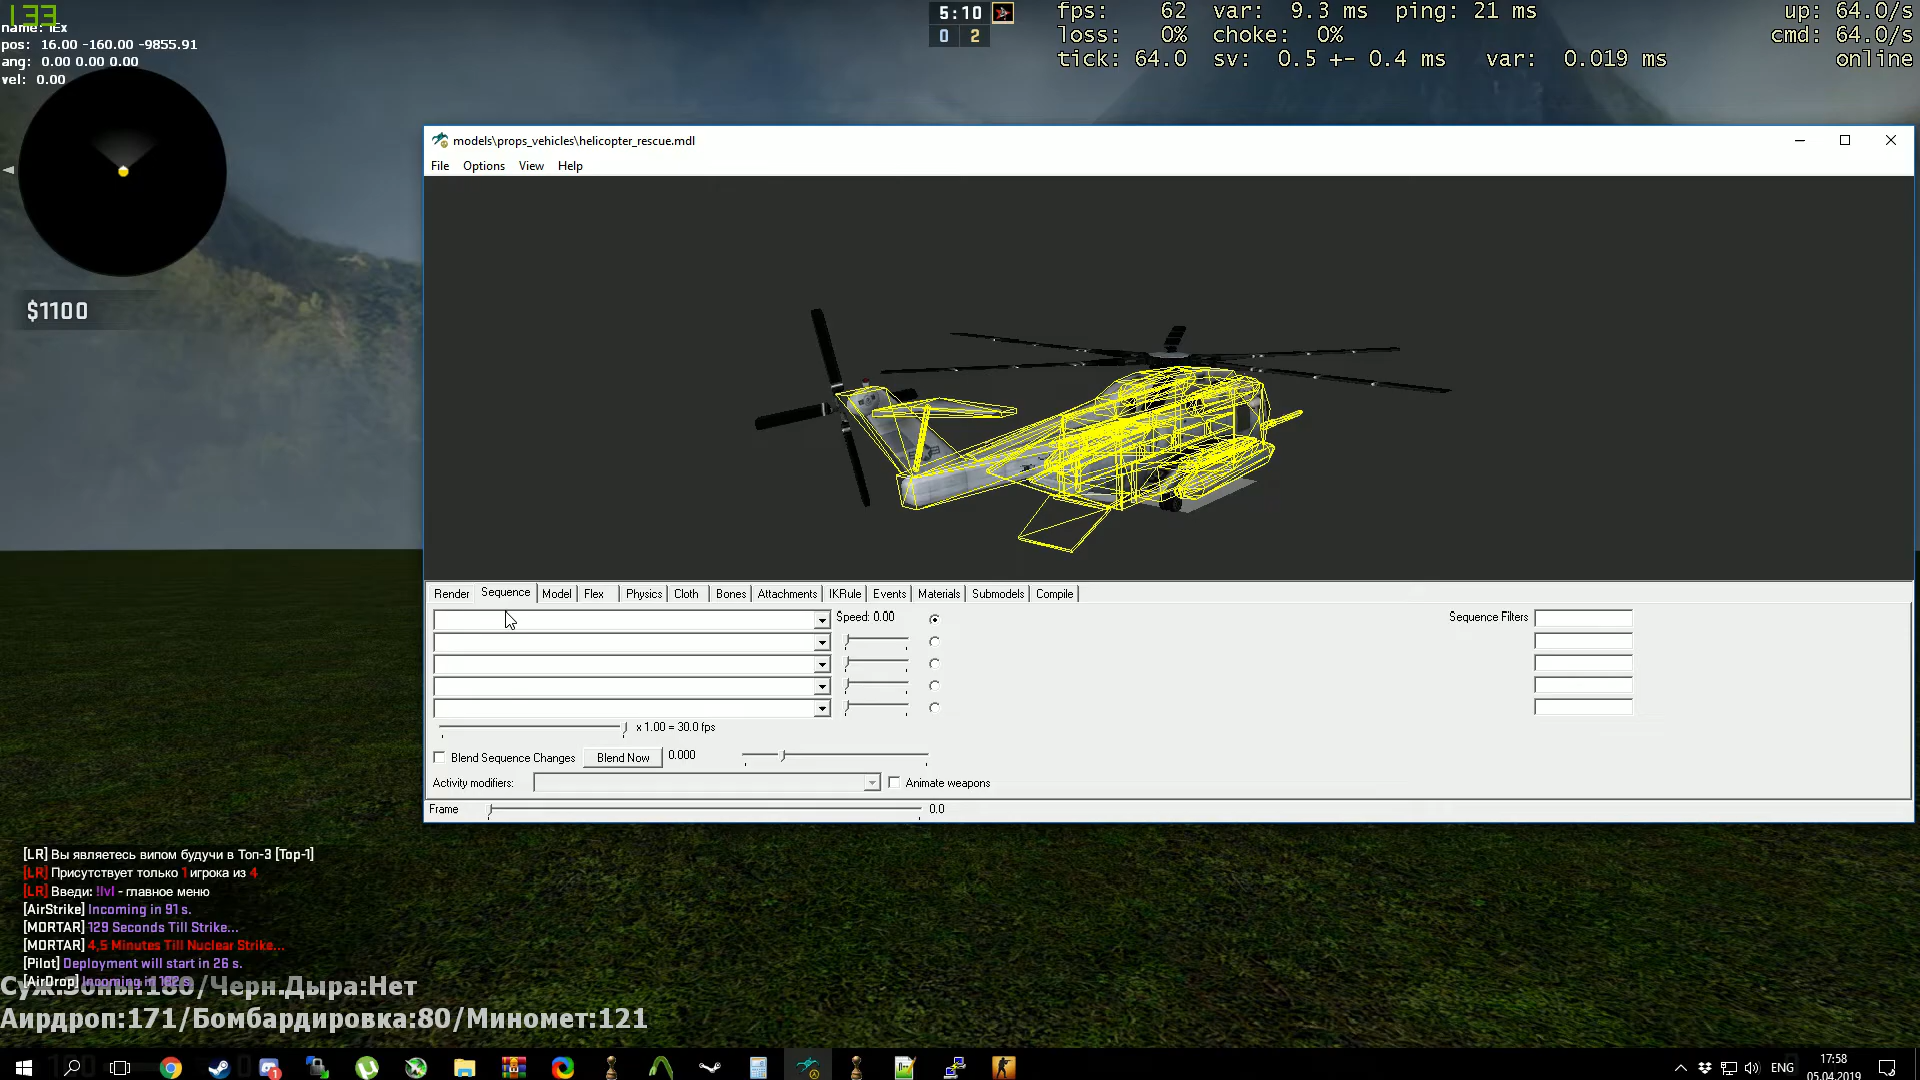 133
name: iEx
pos: 16.00 -160.00 -9855.91
ang: 0.00 0.00 0.00
vel: 0.00
5:10
0 2
fps: 62 var: 9.3 ms ping: 21 ms
loss: 0% choke: 0%
tick: 64.0 sv: 0.5 +- 0.4 ms var: 0.019 ms
up: 64.0/s
cmd: 64.0/s
online
$1100
models\props_vehicles\helicopter_rescue.mdl
File Options View Help
Render Sequence Model Flex Physics Cloth Bones Attachments IKRule Events Materials Submodels Compile
Speed: 0.00
Sequence Filters
x 1.00 = 30.0 fps
Blend Sequence Changes Blend Now 0.000
Activity modifiers: Animate weapons
Frame 0.0
[LR] Вы являетесь випом будучи в Топ-3 [Top-1]
[LR] Присутствует только 1 игрока из 4
[LR] Введи: !lvl - главное меню
[AirStrike] Incoming in 91 s.
[MORTAR] 129 Seconds Till Strike...
[MORTAR] 4,5 Minutes Till Nuclear Strike...
[Pilot] Deployment will start in 26 s.
[AirDrop] Incoming in 182 s.
Суж.Зоны:180/Черн.Дыра:Нет
Аирдроп:171/Бомбардировка:80/Миномет:121
ENG
17:58
05.04.2019